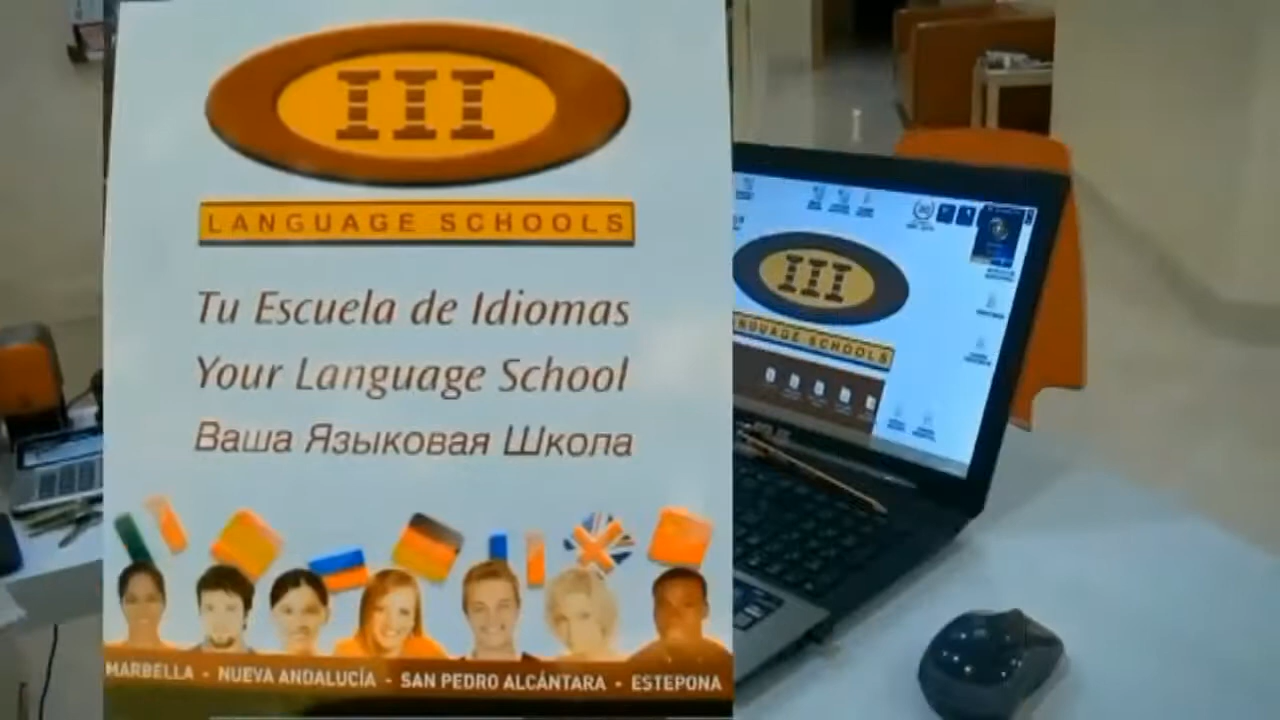 III
LANGUAGE SCHOOLS
Tu Escuela de Idiomas
Your Language School
Ваша Языковая Школа
MARBELLA • NUEVA ANDALUCÍA • SAN PEDRO ALCÁNTARA • ESTEPONA
III
NGUAGE SCHOOLS